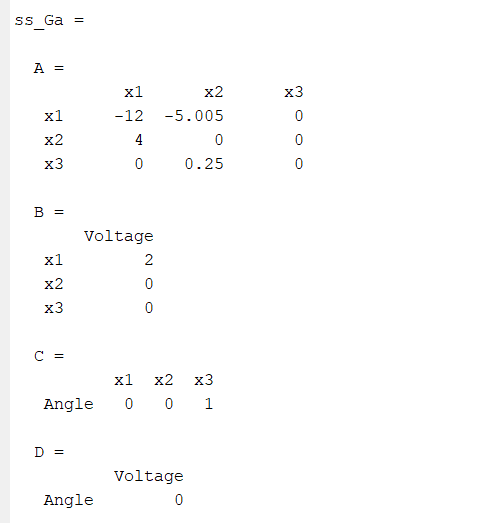 ss_Ga =
A =
x1 x2 x3
x1 -12 -5.005 0
x2 4 0 0
x3 0 0.25 0
B =
Voltage
x1 2
x2 0
x3 0
C =
x1 x2 x3
Angle 0 0 1
D =
Voltage
Angle 0